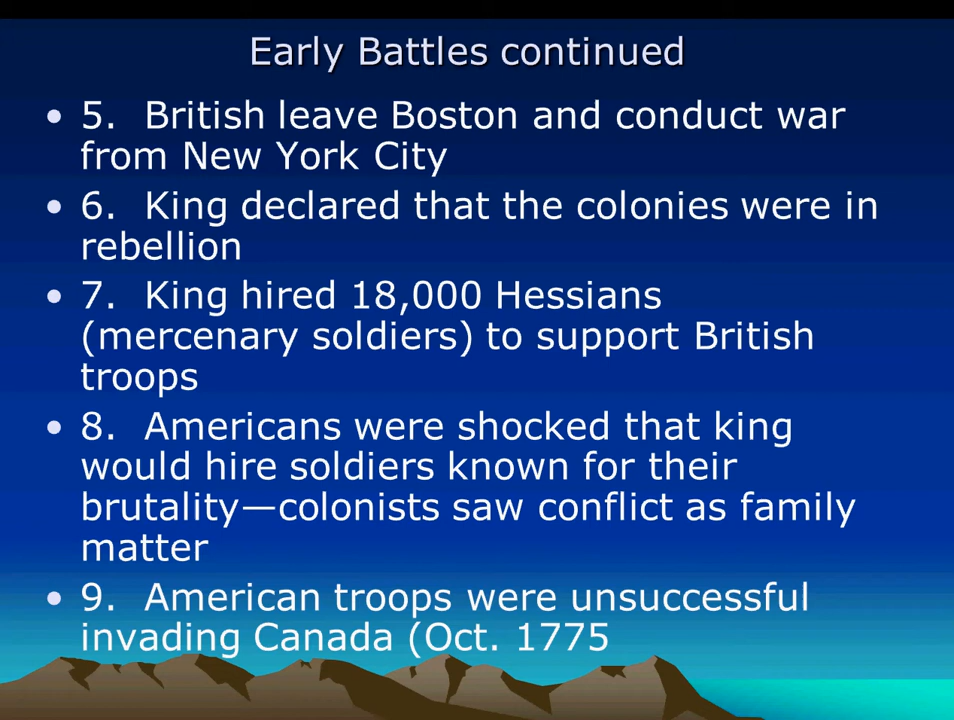 Early Battles continued
• 5. British leave Boston and conduct war
from New York City
• 6. King declared that the colonies were in
rebellion
• 7. King hired 18,000 Hessians
(mercenary soldiers) to support British
troops
• 8. Americans were shocked that king
would hire soldiers known for their
brutality—colonists saw conflict as family
matter
• 9. American troops were unsuccessful
invading Canada (Oct. 1775